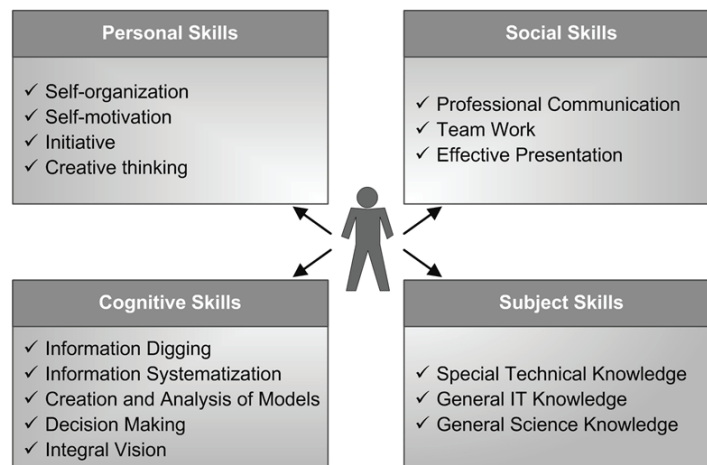 Personal Skills
✓ Self-organization
✓ Self-motivation
✓ Initiative
✓ Creative thinking
Social Skills
✓ Professional Communication
✓ Team Work
✓ Effective Presentation
Cognitive Skills
✓ Information Digging
✓ Information Systematization
✓ Creation and Analysis of Models
✓ Decision Making
✓ Integral Vision
Subject Skills
✓ Special Technical Knowledge
✓ General IT Knowledge
✓ General Science Knowledge